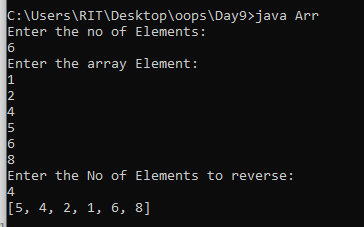 C:\Users\RIT\Desktop\oops\Day9>java Arr
Enter the no of Elements:
6
Enter the array Element:
1
2
4
5
6
8
Enter the No of Elements to reverse:
4
[5, 4, 2, 1, 6, 8]